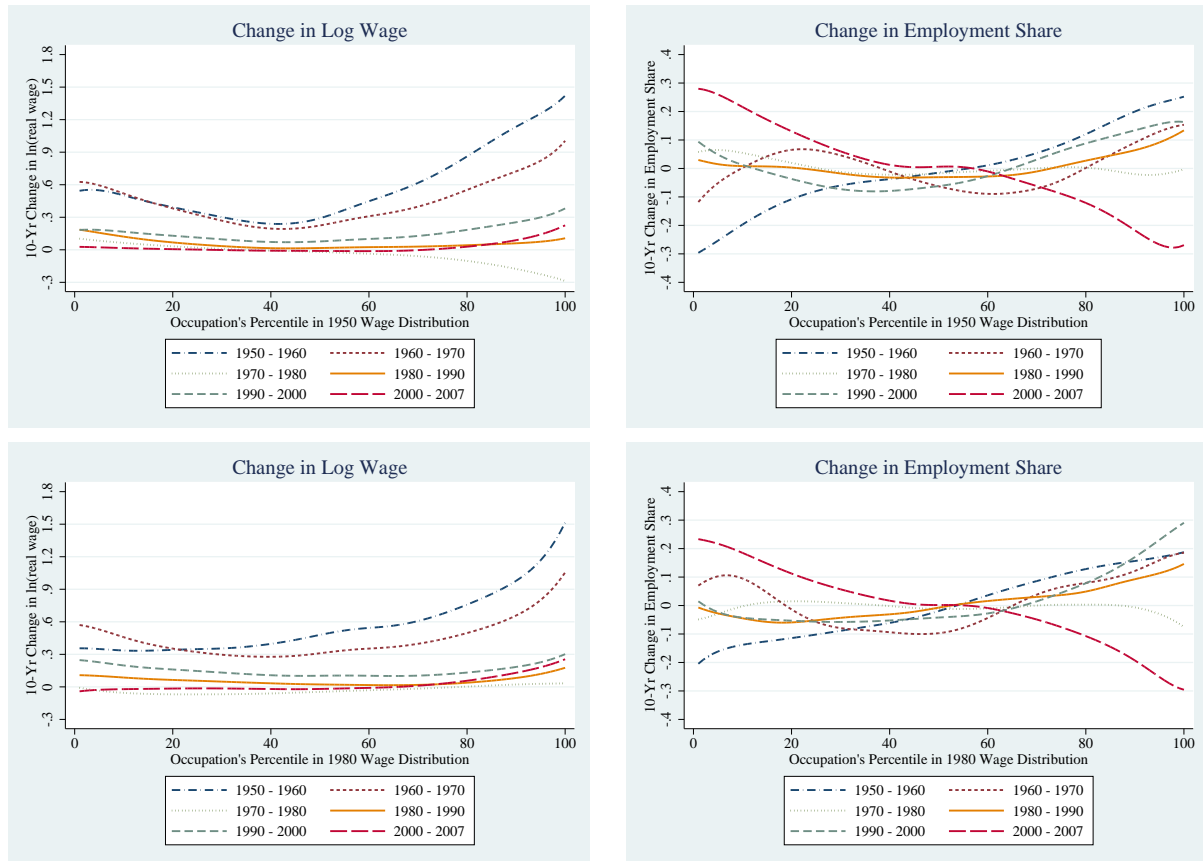 Change in Log Wage
10-Yr Change in ln(real wage)
1.8
1.5
1.2
.9
.6
.3
0
-.3
0 20 40 60 80 100
Occupation's Percentile in 1950 Wage Distribution
1950 - 1960 1960 - 1970
1970 - 1980 1980 - 1990
1990 - 2000 2000 - 2007
Change in Employment Share
10-Yr Change in Employment Share
.4
.3
.2
.1
0
-.1
-.2
-.3
-.4
0 20 40 60 80 100
Occupation's Percentile in 1950 Wage Distribution
1950 - 1960 1960 - 1970
1970 - 1980 1980 - 1990
1990 - 2000 2000 - 2007
Change in Log Wage
10-Yr Change in ln(real wage)
1.8
1.5
1.2
.9
.6
.3
0
-.3
0 20 40 60 80 100
Occupation's Percentile in 1980 Wage Distribution
1950 - 1960 1960 - 1970
1970 - 1980 1980 - 1990
1990 - 2000 2000 - 2007
Change in Employment Share
10-Yr Change in Employment Share
.4
.3
.2
.1
0
-.1
-.2
-.3
-.4
0 20 40 60 80 100
Occupation's Percentile in 1980 Wage Distribution
1950 - 1960 1960 - 1970
1970 - 1980 1980 - 1990
1990 - 2000 2000 - 2007